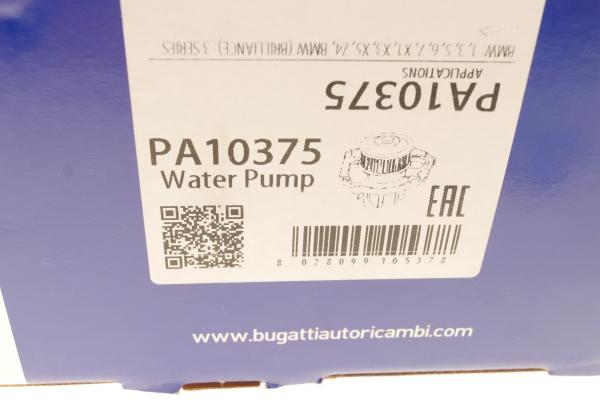 BMW: 1, 3, 5, 6, 7, X1, X3, X5, Z4, BMW (BRILLIANCE): 3 SERIES
APPLICATIONS
PA10375
PA10375
Water Pump
EAC
8 028099 105378
www.bugattiautoricambi.com